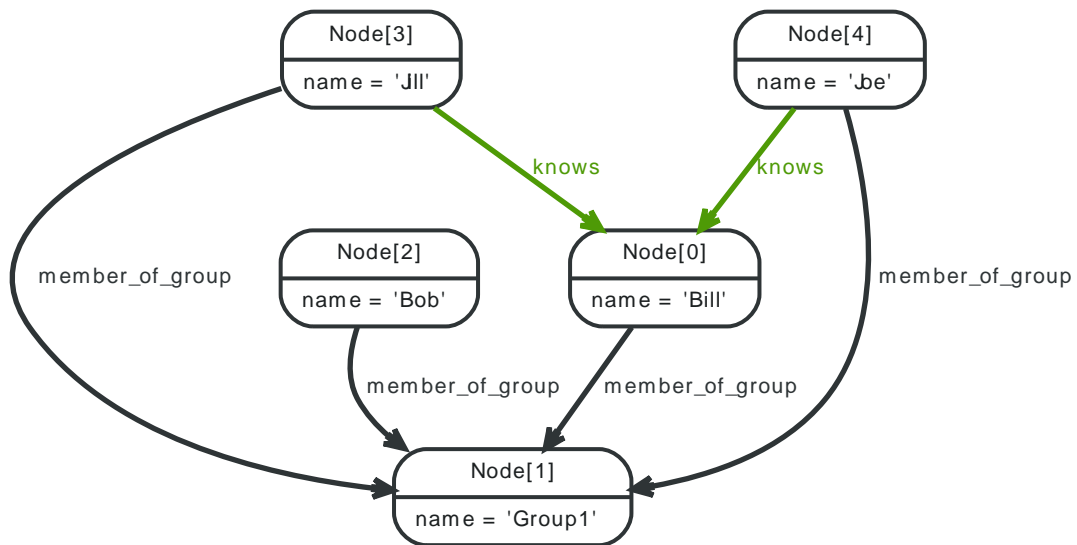 Node[3]
name = 'Jill'
Node[4]
name = 'Joe'
knows
knows
Node[2]
name = 'Bob'
Node[0]
name = 'Bill'
member_of_group
member_of_group
member_of_group
member_of_group
Node[1]
name = 'Group1'